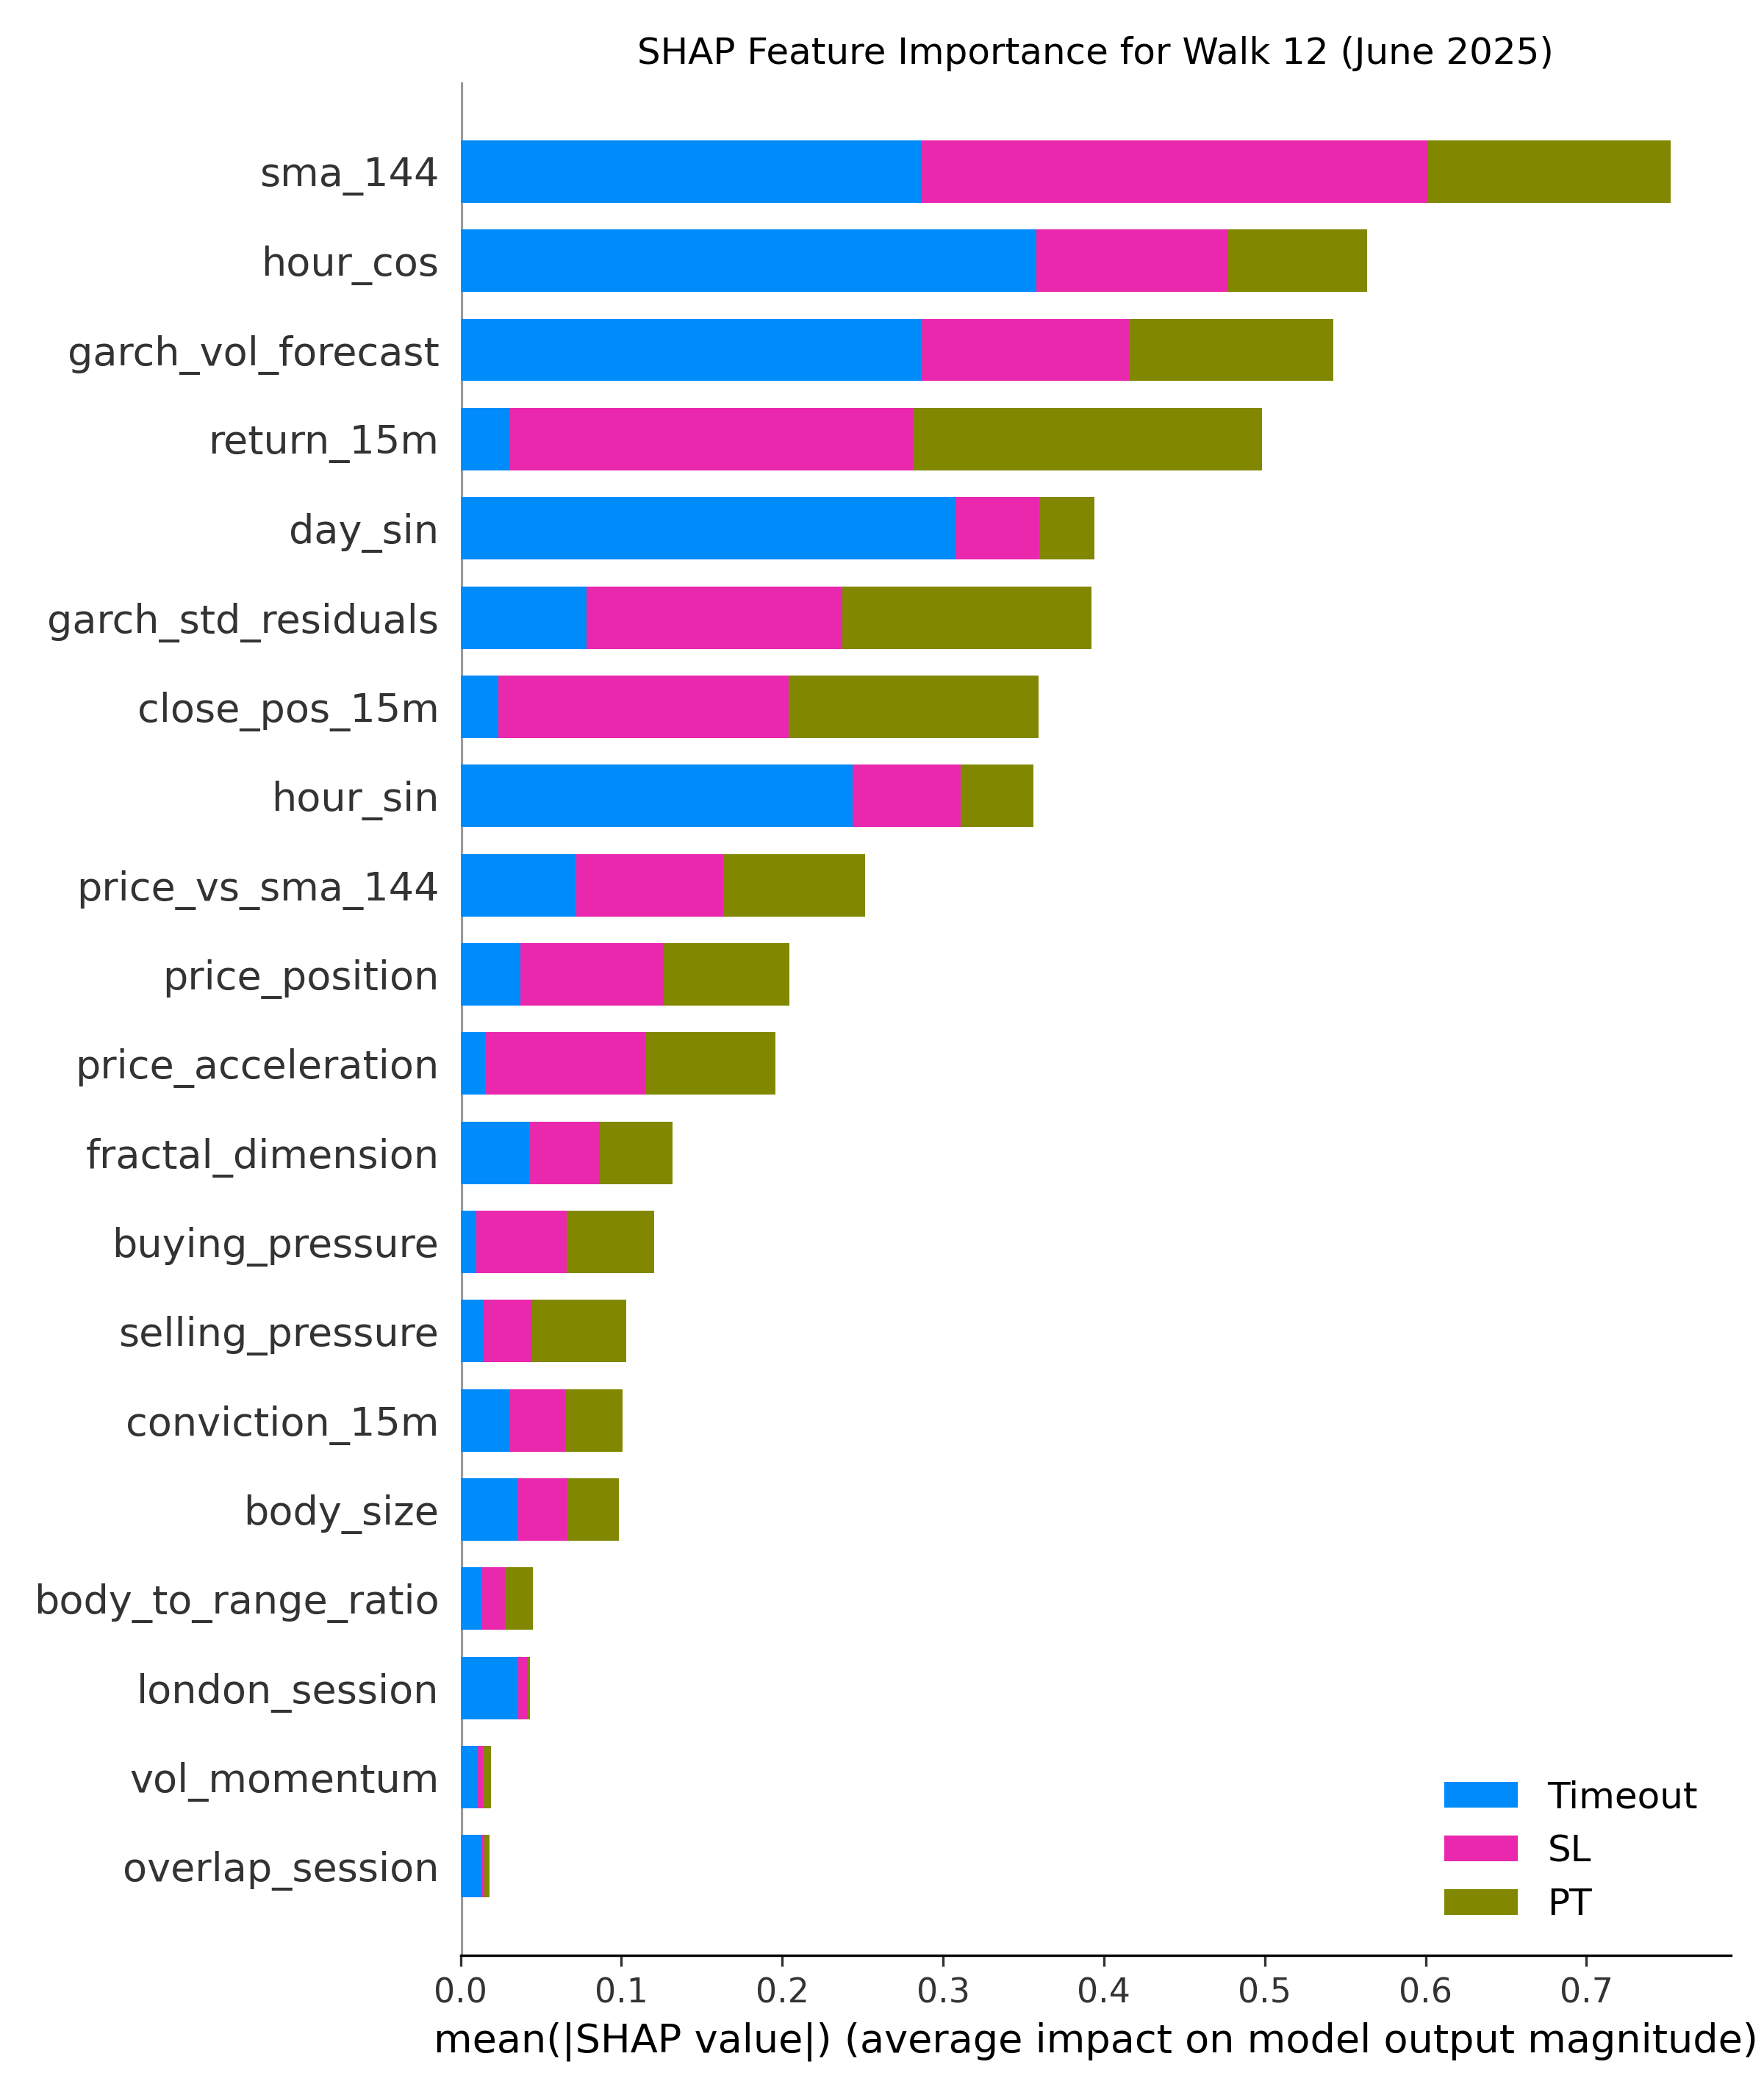 SHAP Feature Importance for Walk 12 (June 2025)
sma_144
hour_cos
garch_vol_forecast
return_15m
day_sin
garch_std_residuals
close_pos_15m
hour_sin
price_vs_sma_144
price_position
price_acceleration
fractal_dimension
buying_pressure
selling_pressure
conviction_15m
body_size
body_to_range_ratio
london_session
vol_momentum
overlap_session
Timeout
SL
PT
0.0 0.1 0.2 0.3 0.4 0.5 0.6 0.7
mean(|SHAP value|) (average impact on model output magnitude)